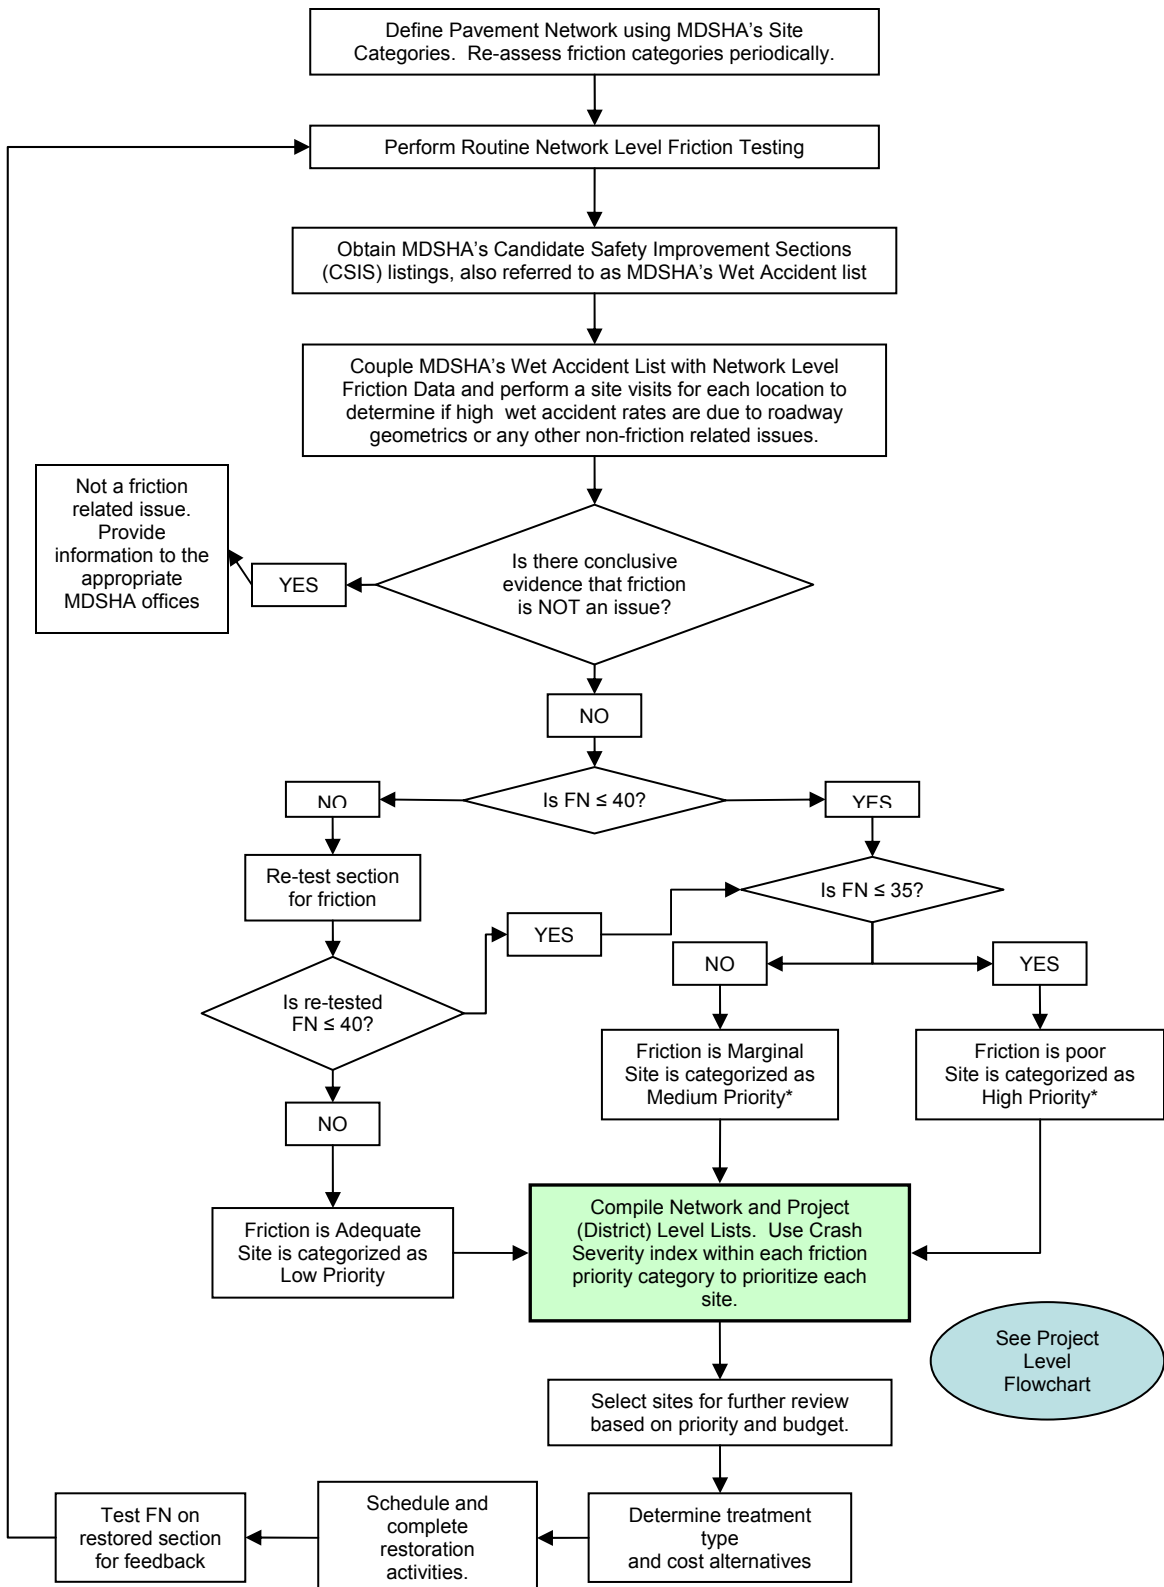 Define Pavement Network using MDSHA's Site
Categories.  Re-assess friction categories periodically.
Perform Routine Network Level Friction Testing
Obtain MDSHA's Candidate Safety Improvement Sections
(CSIS) listings, also referred to as MDSHA's Wet Accident list
Couple MDSHA's Wet Accident List with Network Level
Friction Data and perform a site visits for each location to
determine if high  wet accident rates are due to roadway
geometrics or any other non-friction related issues.
Not a friction
related issue.
Provide
information to the
appropriate
MDSHA offices
YES
Is there conclusive
evidence that friction
is NOT an issue?
NO
NO
Is FN ≤ 40?
YES
Re-test section
for friction
Is FN ≤ 35?
YES
NO
YES
Is re-tested
FN ≤ 40?
Friction is Marginal
Site is categorized as
Medium Priority*
Friction is poor
Site is categorized as
High Priority*
NO
Friction is Adequate
Site is categorized as
Low Priority
Compile Network and Project
(District) Level Lists.  Use Crash
Severity index within each friction
priority category to prioritize each
site.
See Project
Level
Flowchart
Select sites for further review
based on priority and budget.
Determine treatment
type
and cost alternatives
Schedule and
complete
restoration
activities.
Test FN on
restored section
for feedback